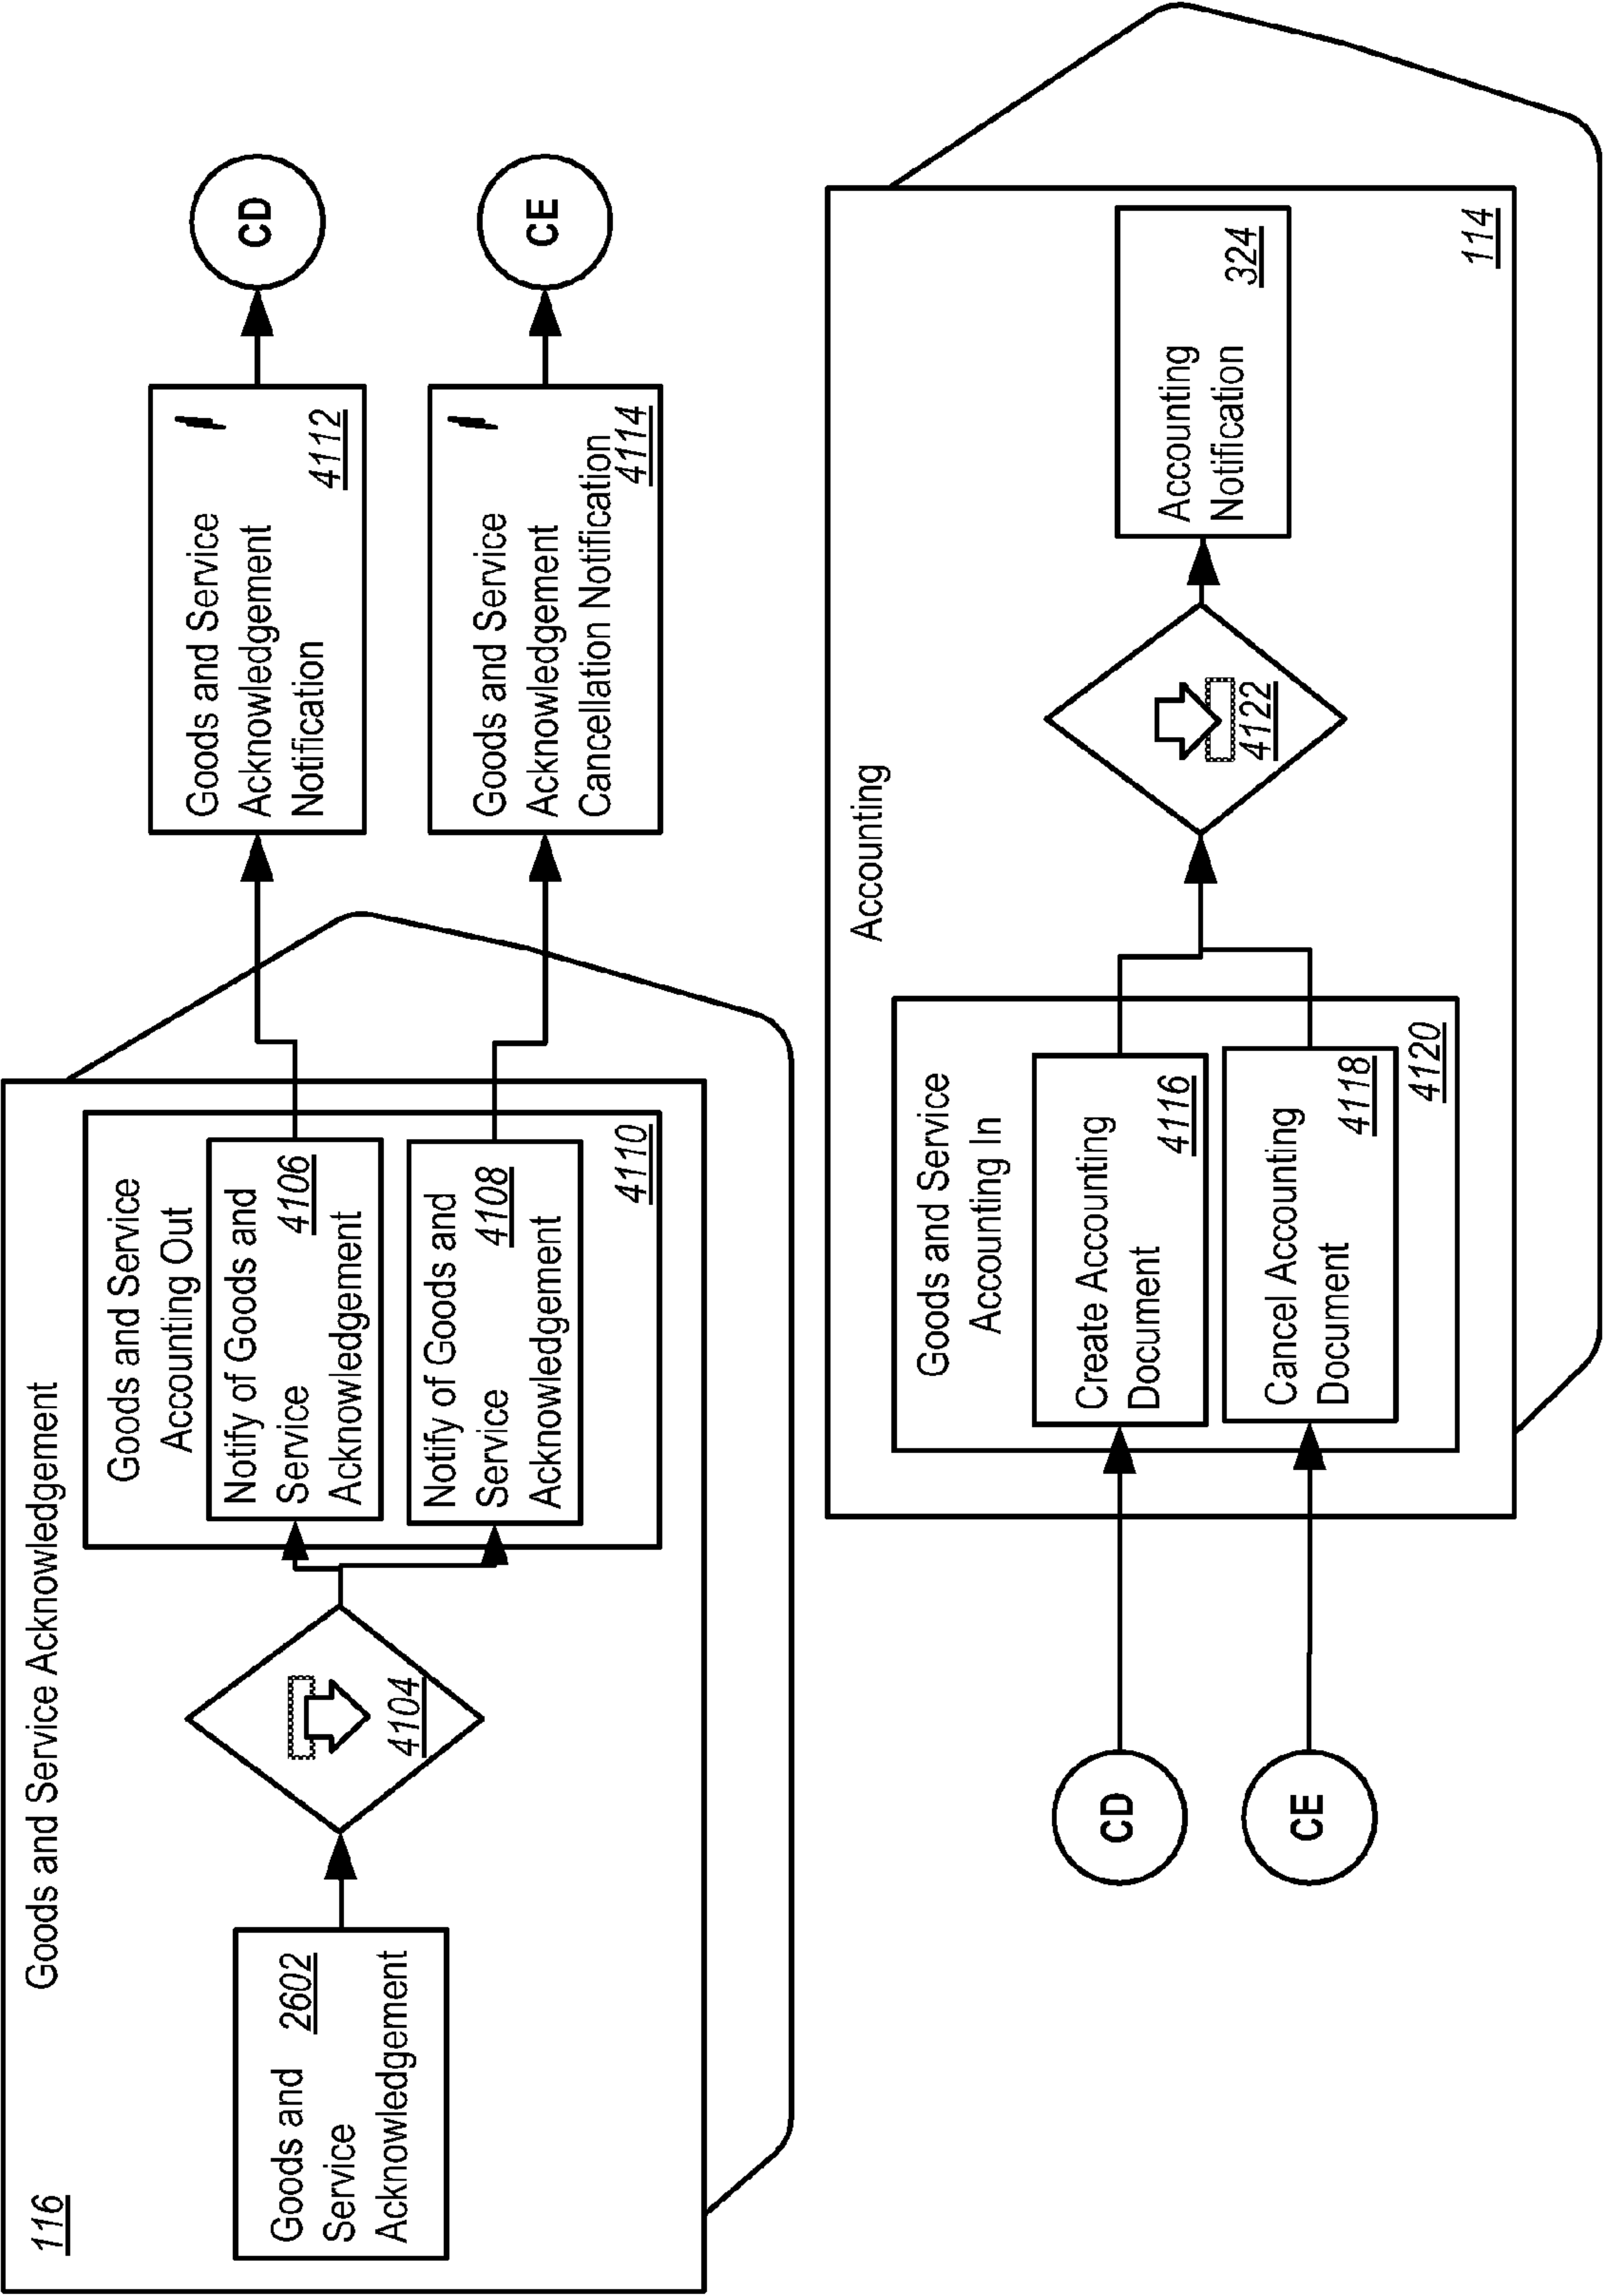 116
Goods and Service Acknowledgement
Goods and
Service
2602
Acknowledgement
4104
Goods and Service
Accounting Out
Notify of Goods and
Service
4106
Acknowledgement
Notify of Goods and
Service
4108
Acknowledgement
4110
Goods and Service
Acknowledgement
Notification
4112
CD
Goods and Service
Acknowledgement
Cancellation Notification
4114
CE
Accounting
CD
CE
Goods and Service
Accounting In
Create Accounting
Document
4116
Cancel Accounting
Document
4118
4120
4122
Accounting
Notification
324
114